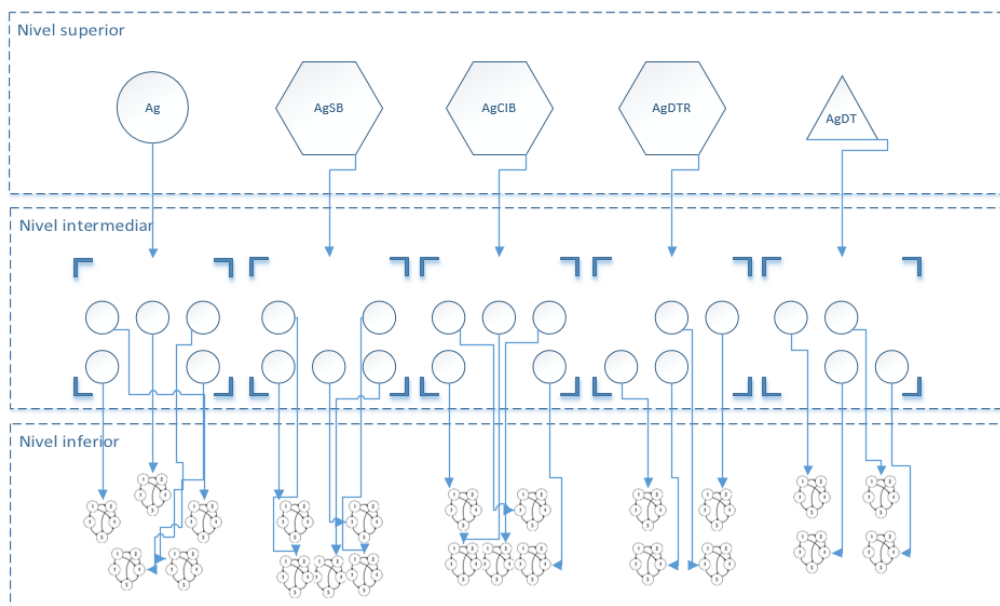 Nivel superior
Ag
AgSB
AgCIB
AgDTR
AgDT
Nivel intermediar
Nivel inferior